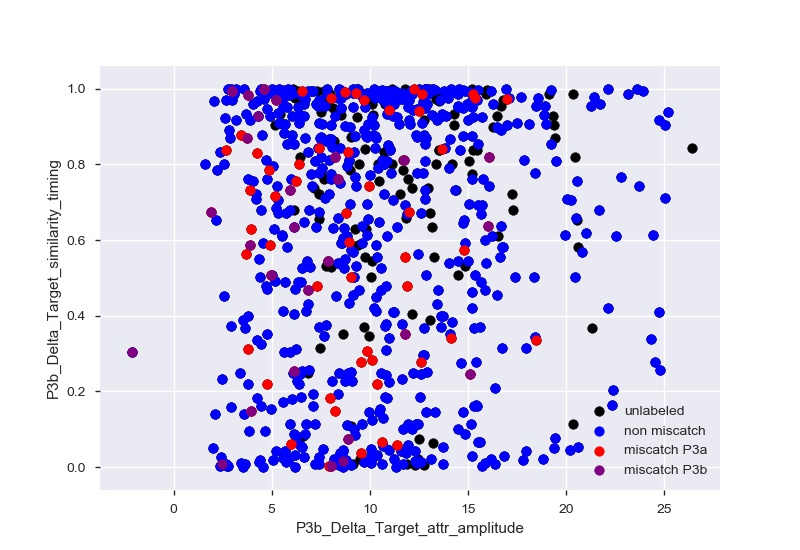 1.0
0.8
0.6
0.4
0.2
0.0
P3b_Delta_Target_similarity_timing
unlabeled
non miscatch
miscatch P3a
miscatch P3b
0 5 10 15 20 25
P3b_Delta_Target_attr_amplitude